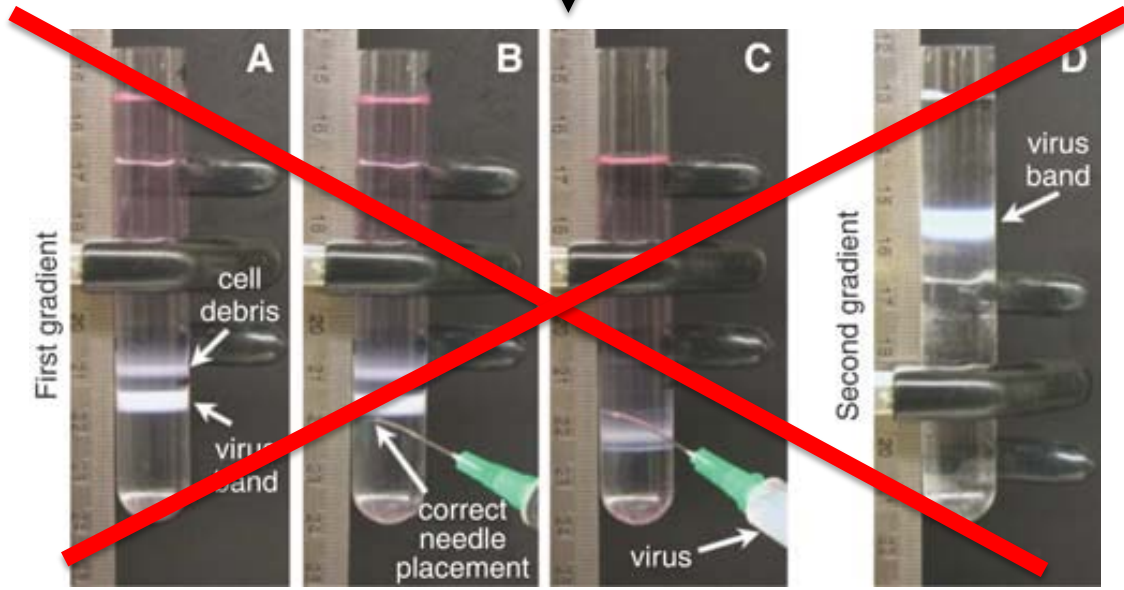 A
B
C
D
First gradient
cell
debris
virus
band
correct
needle
placement
virus
Second gradient
virus
band